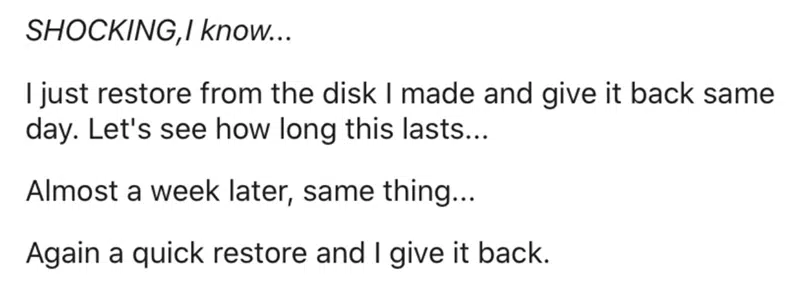 SHOCKING,I know...
I just restore from the disk I made and give it back same
day. Let's see how long this lasts...
Almost a week later, same thing...
Again a quick restore and I give it back.